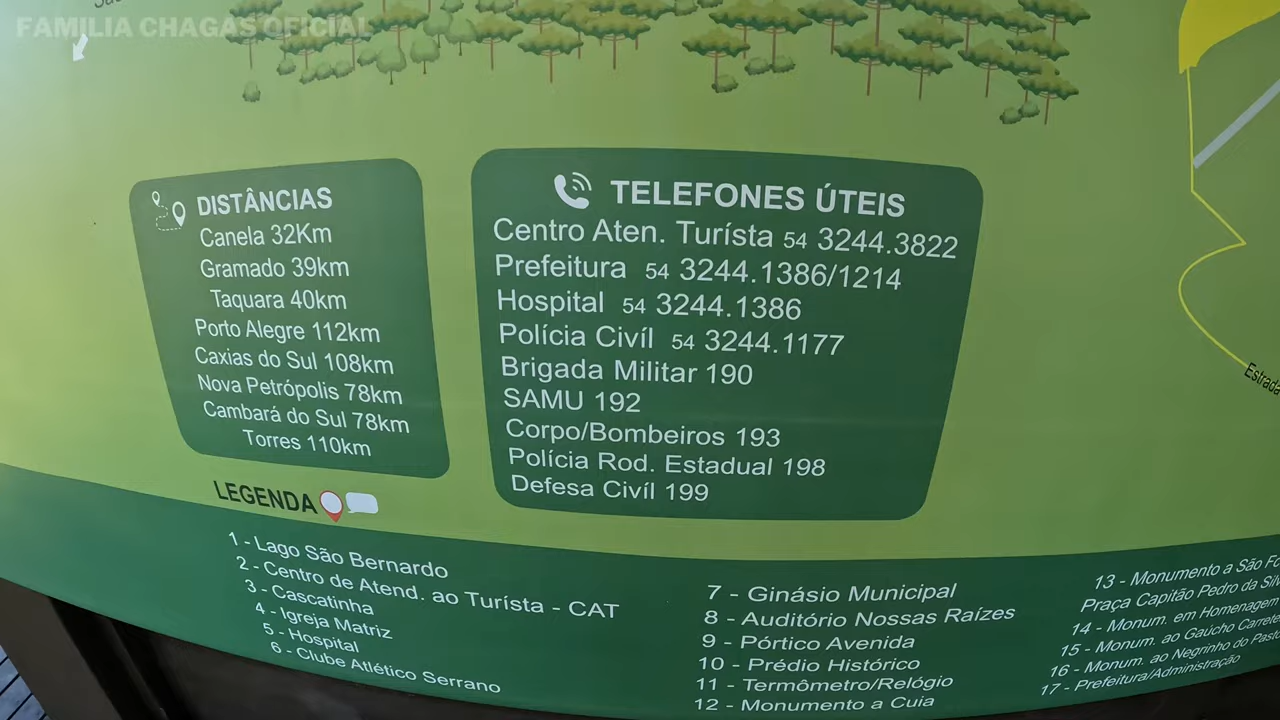 FAMILIA CHAGAS OFICIAL
DISTÂNCIAS
Canela 32Km
Gramado 39km
Taquara 40km
Porto Alegre 112km
Caxias do Sul 108km
Nova Petrópolis 78km
Cambará do Sul 78km
Torres 110km
TELEFONES ÚTEIS
Centro Aten. Turísta 54 3244.3822
Prefeitura 54 3244.1386/1214
Hospital 54 3244.1386
Polícia Civíl 54 3244.1177
Brigada Militar 190
SAMU 192
Corpo/Bombeiros 193
Polícia Rod. Estadual 198
Defesa Civíl 199
Estrada
LEGENDA
1 - Lago São Bernardo
2 - Centro de Atend. ao Turísta - CAT
3 - Cascatinha
4 - Igreja Matriz
5 - Hospital
6 - Clube Atlético Serrano
7 - Ginásio Municipal
8 - Auditório Nossas Raízes
9 - Pórtico Avenida
10 - Prédio Histórico
11 - Termômetro/Relógio
12 - Monumento a Cuia
13 - Monumento a São
Praça Capitão Pedro da
14 - Monum. em Homenagem
15 - Monum. ao Gaúcho
16 - Monum. ao Negrinho do
17 - Prefeitura/Administração